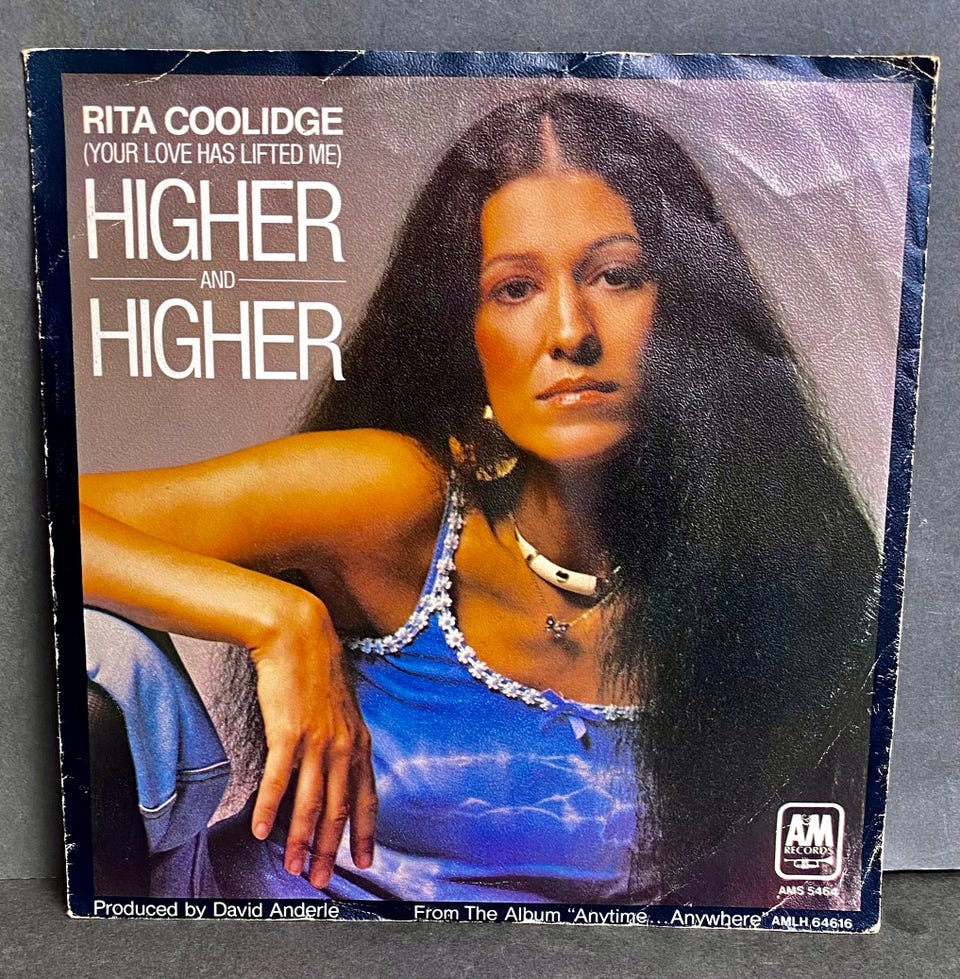 RITA COOLIDGE
(YOUR LOVE HAS LIFTED ME)
HIGHER
AND
HIGHER
A&M
RECORDS
AMS 5464
Produced by David Anderle
From The Album "Anytime...Anywhere" AMLH 64616